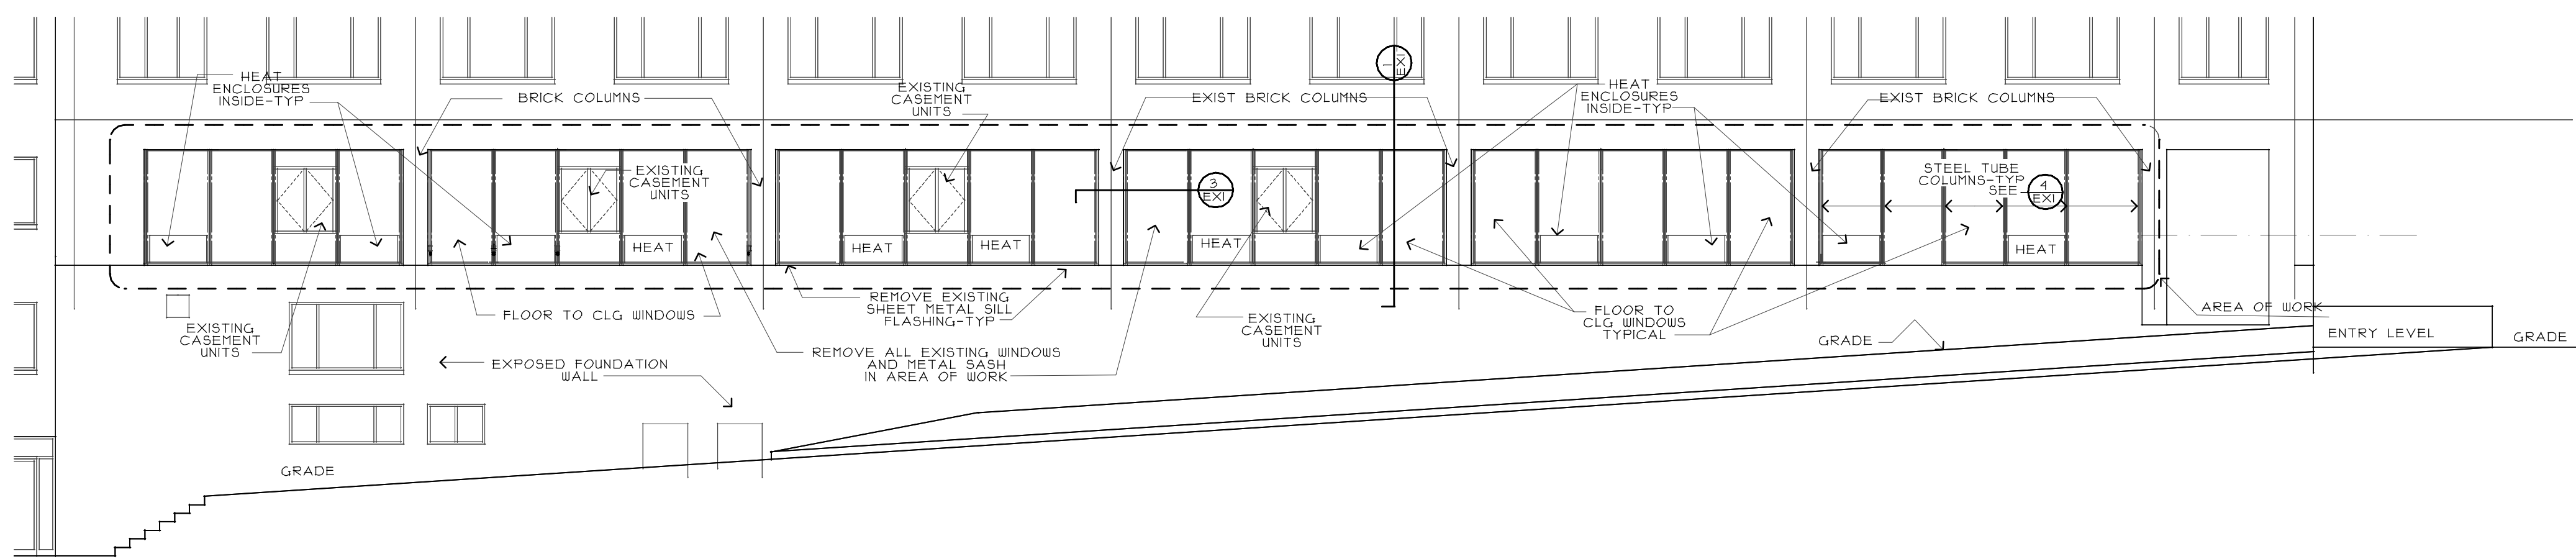 HEAT
ENCLOSURES
INSIDE-TYP
BRICK COLUMNS
EXISTING
CASEMENT
UNITS
EXIST BRICK COLUMNS
1
EX1
HEAT
ENCLOSURES
INSIDE-TYP
EXIST BRICK COLUMNS
EXISTING
CASEMENT
UNITS
3
EX1
STEEL TUBE
COLUMNS-TYP
SEE
4
EX1
HEAT
HEAT
HEAT
HEAT
HEAT
EXISTING
CASEMENT
UNITS
FLOOR TO CLG WINDOWS
REMOVE EXISTING
SHEET METAL SILL
FLASHING-TYP
REMOVE ALL EXISTING WINDOWS
AND METAL SASH
IN AREA OF WORK
EXISTING
CASEMENT
UNITS
FLOOR TO
CLG WINDOWS
TYPICAL
AREA OF WORK
GRADE
ENTRY LEVEL
GRADE
EXPOSED FOUNDATION
WALL
GRADE